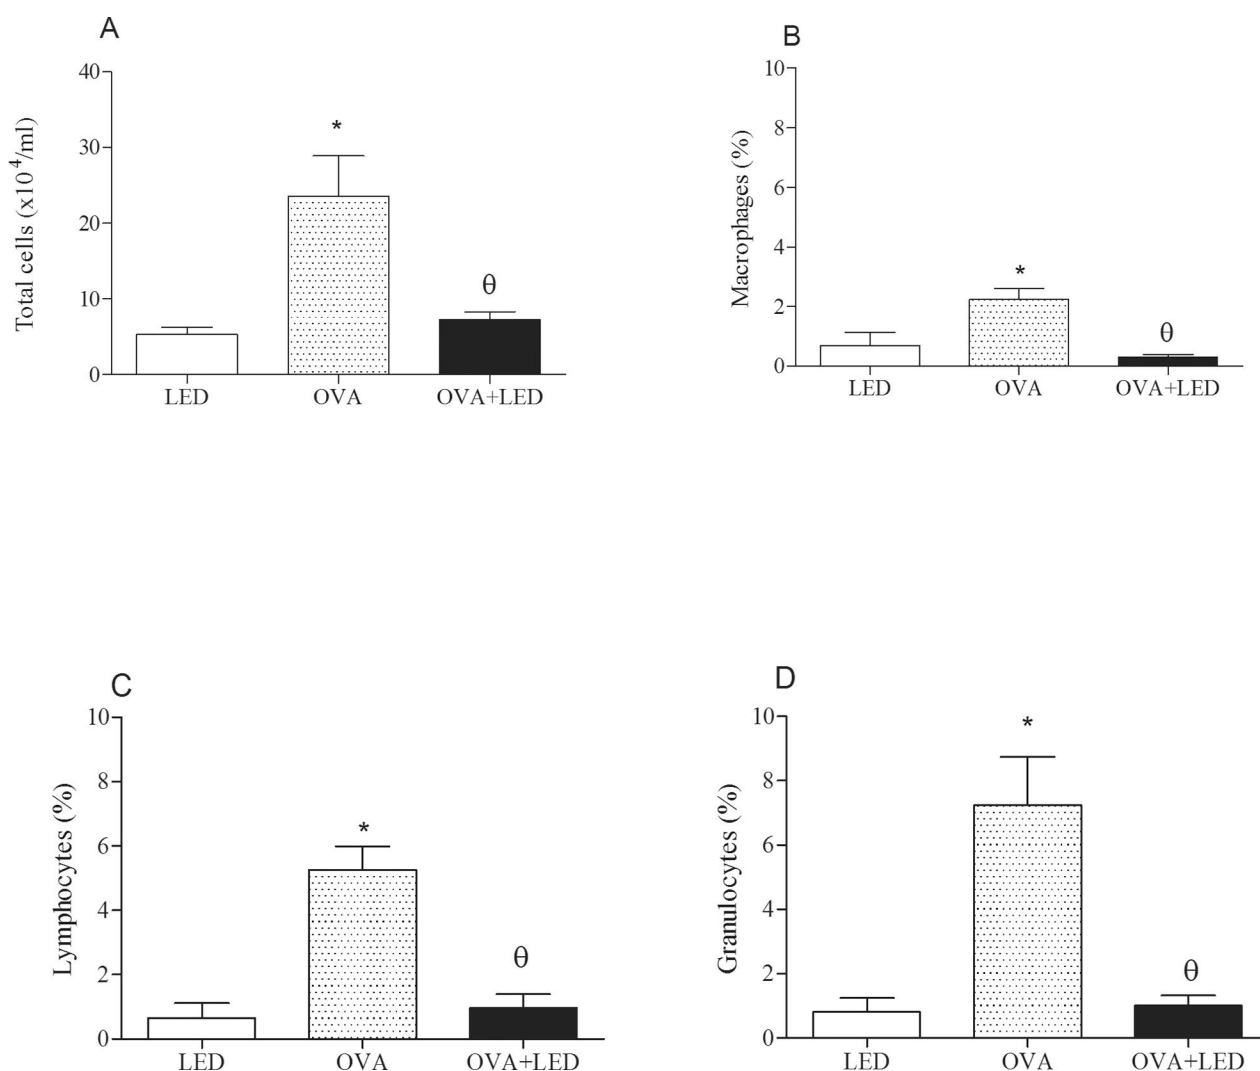 A
Total cells (x10⁴/ml)
40
30
20
10
0
*
θ
LED OVA OVA+LED
B
Macrophages (%)
10
8
6
4
2
0
*
θ
LED OVA OVA+LED
C
Lymphocytes (%)
10
8
6
4
2
0
*
θ
LED OVA OVA+LED
D
Granulocytes (%)
10
8
6
4
2
0
*
θ
LED OVA OVA+LED